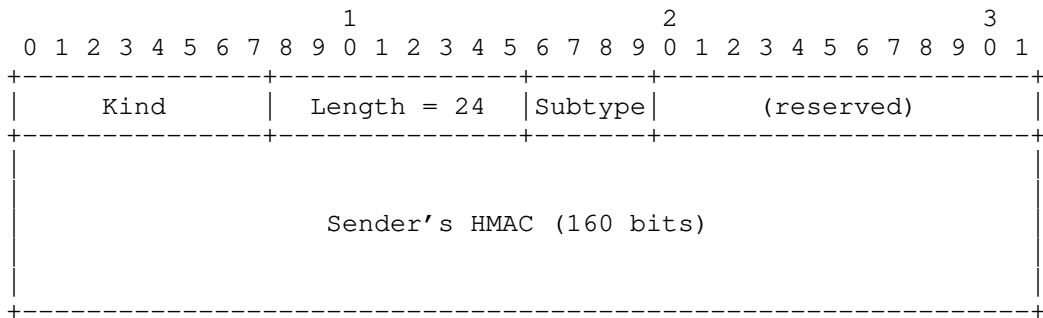 1                   2                   3
 0 1 2 3 4 5 6 7 8 9 0 1 2 3 4 5 6 7 8 9 0 1 2 3 4 5 6 7 8 9 0 1
+---------------+---------------+-------+-----------------------+
|     Kind      |  Length = 24  |Subtype|      (reserved)       |
+---------------+---------------+-------+-----------------------+
|                                                               |
|                                                               |
|                   Sender’s HMAC (160 bits)                    |
|                                                               |
|                                                               |
+---------------------------------------------------------------+